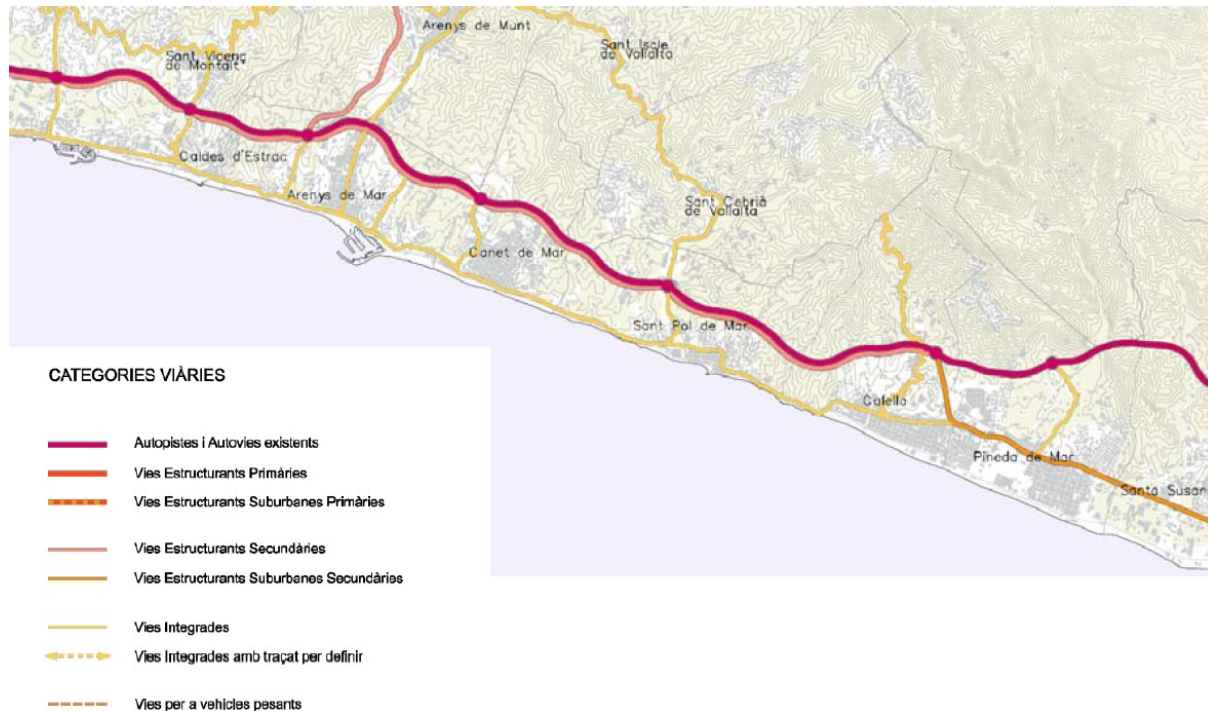 Arenys de Munt
Sant Iscle
de Vallalta
Sant Vicenç
de Montalt
Caldes d'Estrac
Arenys de Mar
Sant Cebrià
de Vallalta
Canet de Mar
Sant Pol de Mar
Calella
Pineda de Mar
Santa Susan
CATEGORIES VIÀRIES
Autopistes i Autovies existents
Vies Estructurants Primàries
Vies Estructurants Suburbanes Primàries
Vies Estructurants Secundàries
Vies Estructurants Suburbanes Secundàries
Vies Integrades
Vies Integrades amb traçat per definir
Vies per a vehicles pesants